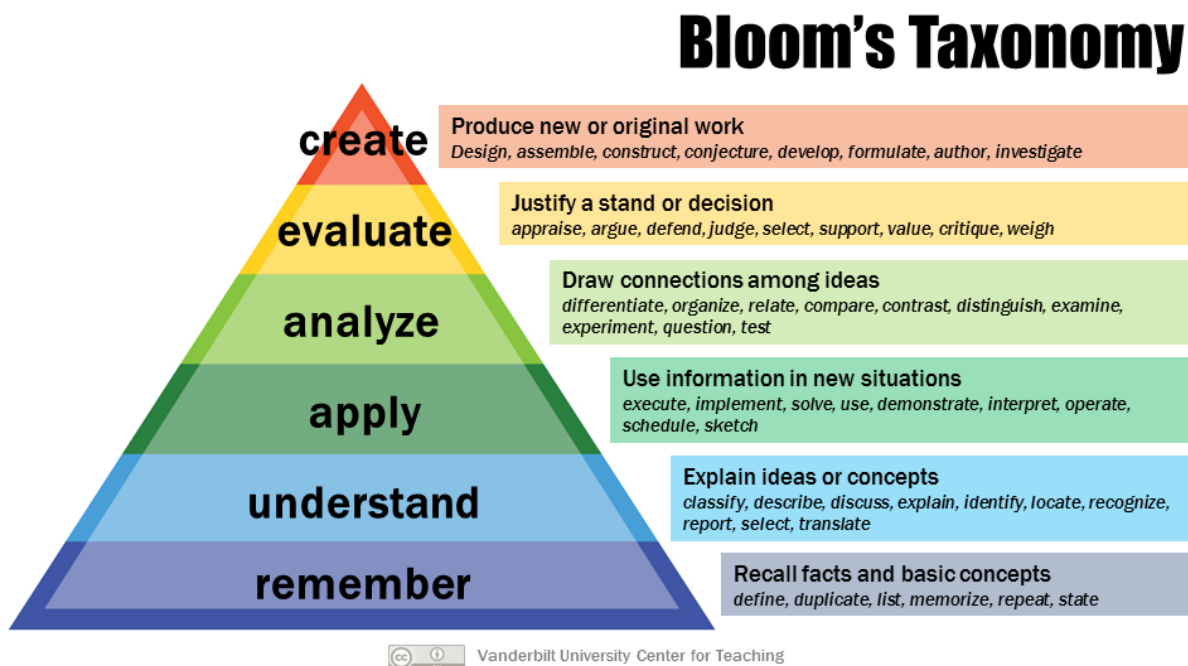 Bloom's Taxonomy
create
Produce new or original work
Design, assemble, construct, conjecture, develop, formulate, author, investigate
evaluate
Justify a stand or decision
appraise, argue, defend, judge, select, support, value, critique, weigh
analyze
Draw connections among ideas
differentiate, organize, relate, compare, contrast, distinguish, examine,
experiment, question, test
apply
Use information in new situations
execute, implement, solve, use, demonstrate, interpret, operate,
schedule, sketch
understand
Explain ideas or concepts
classify, describe, discuss, explain, identify, locate, recognize,
report, select, translate
remember
Recall facts and basic concepts
define, duplicate, list, memorize, repeat, state
cc
Vanderbilt University Center for Teaching